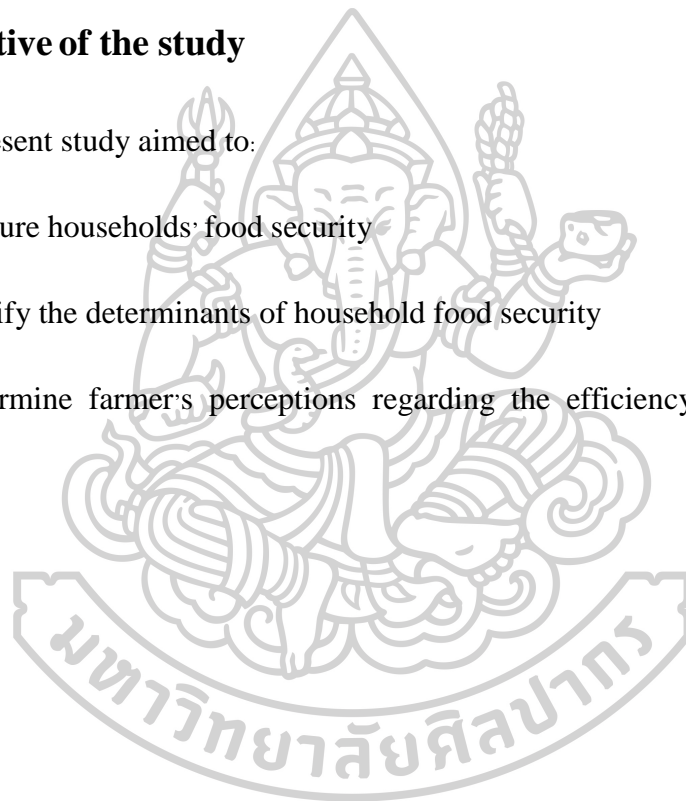 tive of the study
esent study aimed to:
ure households' food security
ify the determinants of household food security
rmine farmer's perceptions regarding the efficiency
มหาวิทยาลัยศิลปากร